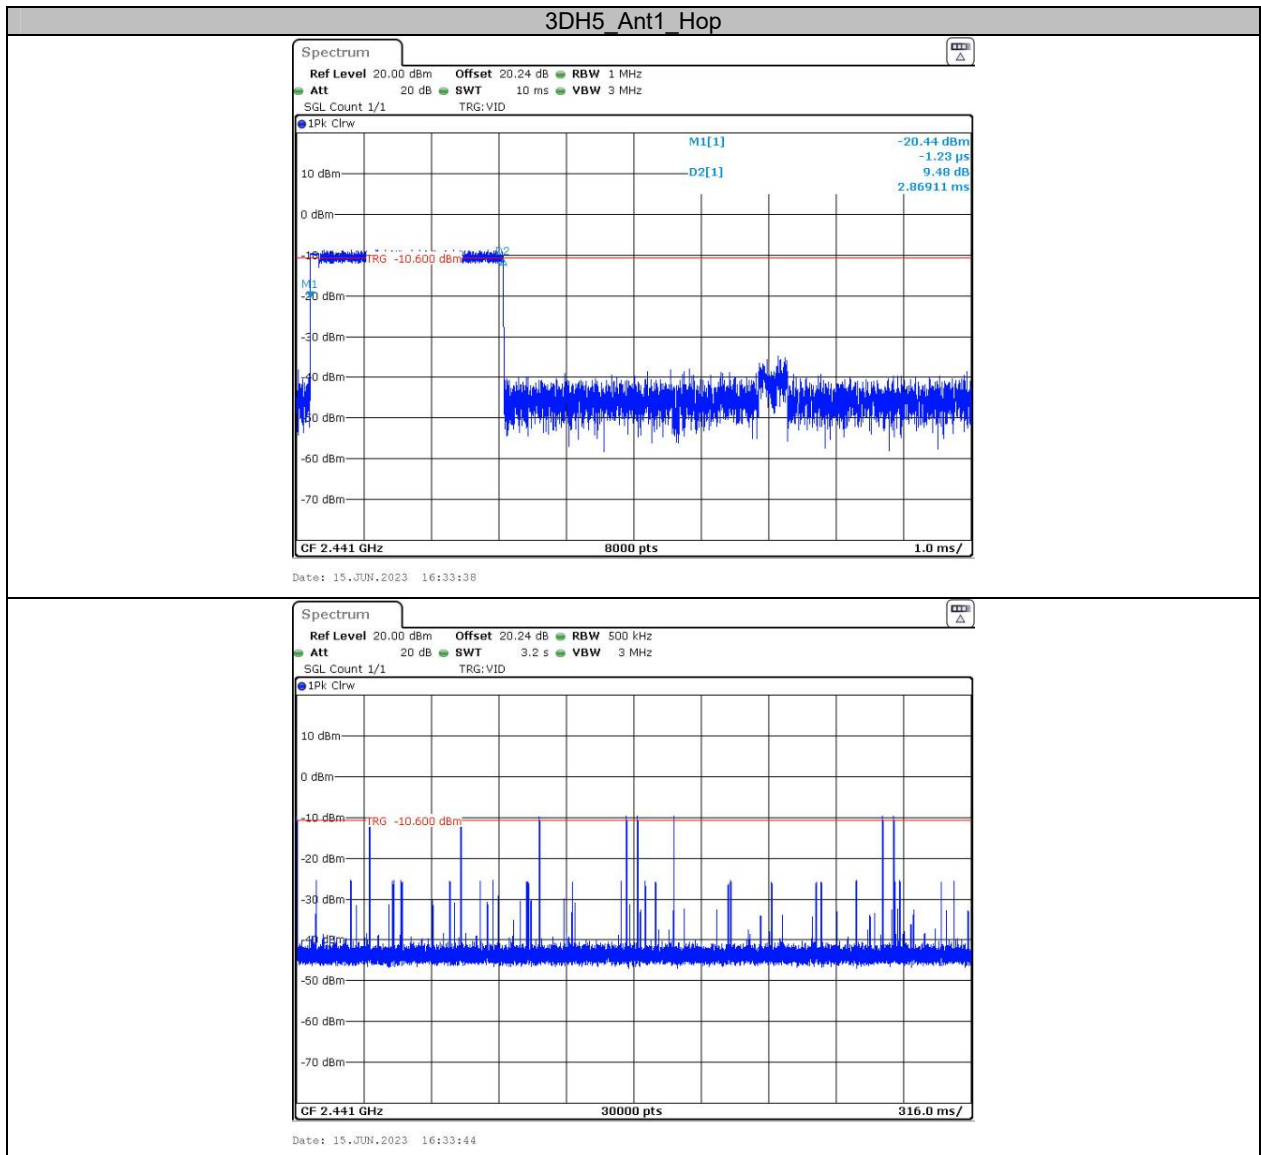 3DH5_Ant1_Hop
Spectrum
Ref Level 20.00 dBm Offset 20.24 dB RBW 1 MHz
Att 20 dB SWT 10 ms VBW 3 MHz
SGL Count 1/1 TRG:VID
1Pk Clrw
M1[1] -20.44 dBm
-1.23 µs
D2[1] 9.48 dB
2.86911 ms
10 dBm
0 dBm
D2
TRG -10.600 dBm
M1
-20 dBm
-30 dBm
-40 dBm
-50 dBm
-60 dBm
-70 dBm
CF 2.441 GHz 8000 pts 1.0 ms/
Date: 15.JUN.2023 16:33:38
Spectrum
Ref Level 20.00 dBm Offset 20.24 dB RBW 500 kHz
Att 20 dB SWT 3.2 s VBW 3 MHz
SGL Count 1/1 TRG:VID
1Pk Clrw
10 dBm
0 dBm
-10 dBm
TRG -10.600 dBm
-20 dBm
-30 dBm
-40 dBm
-50 dBm
-60 dBm
-70 dBm
CF 2.441 GHz 30000 pts 316.0 ms/
Date: 15.JUN.2023 16:33:44